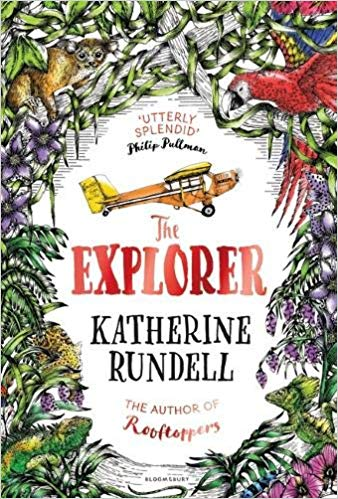 'UTTERLY
SPLENDID'
Philip Pullman
The
EXPLORER
KATHERINE
RUNDELL
THE AUTHOR OF
Rooftoppers
BLOOMSBURY